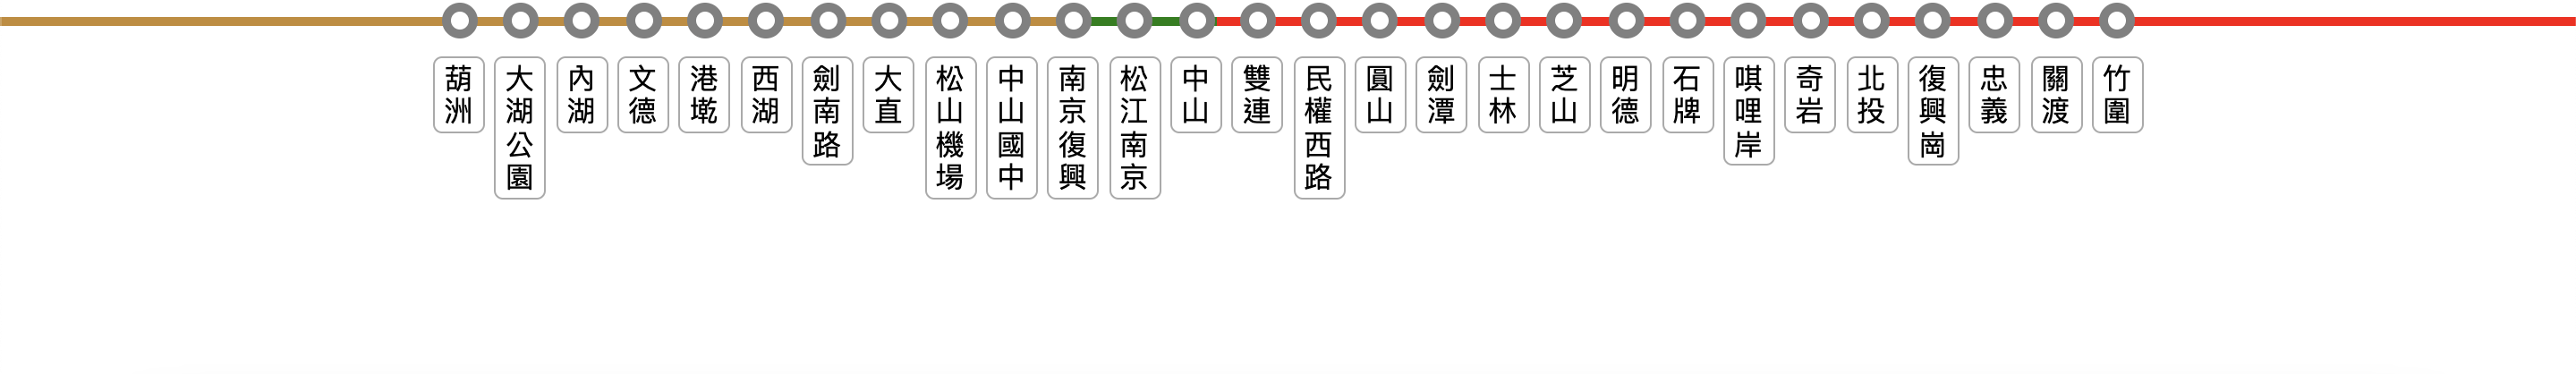 葫洲
大湖公園
內湖
文德
港墘
西湖
劍南路
大直
松山機場
中山國中
南京復興
松江南京
中山
雙連
民權西路
圓山
劍潭
士林
芝山
明德
石牌
唭哩岸
奇岩
北投
復興崗
忠義
關渡
竹圍